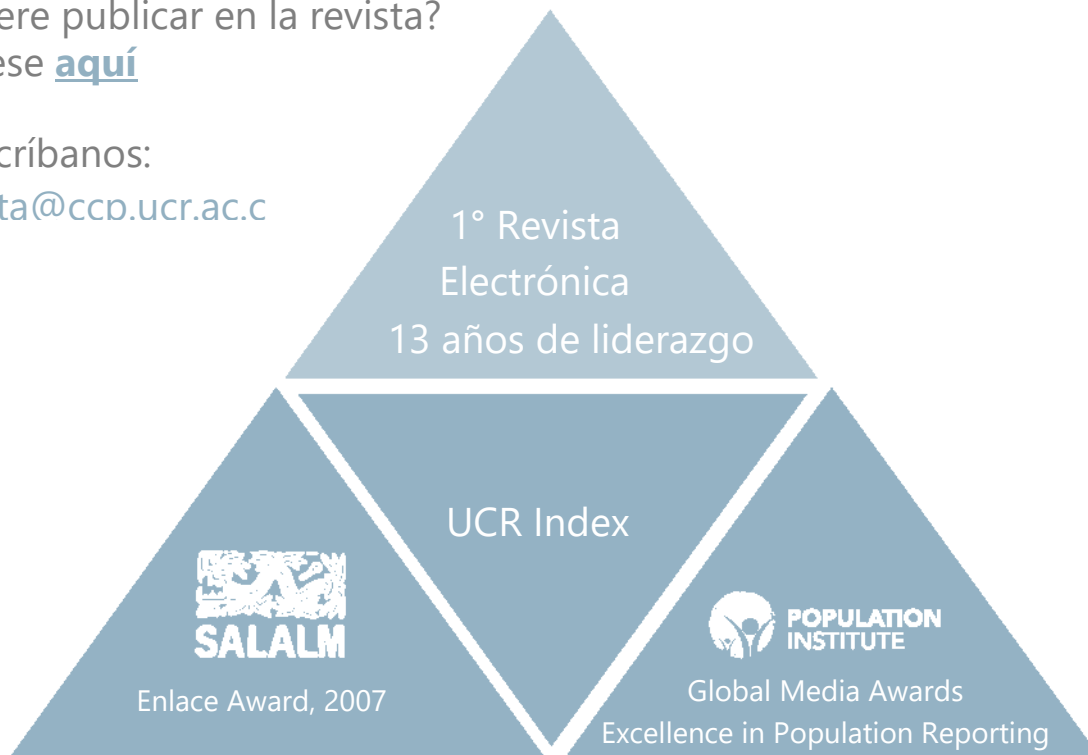 ere publicar en la revista?
ese aquí
críbanos:
ta@ccp.ucr.ac.c
1° Revista
Electrónica
13 años de liderazgo
UCR Index
SALALM
Enlace Award, 2007
POPULATION
INSTITUTE
Global Media Awards
Excellence in Population Reporting